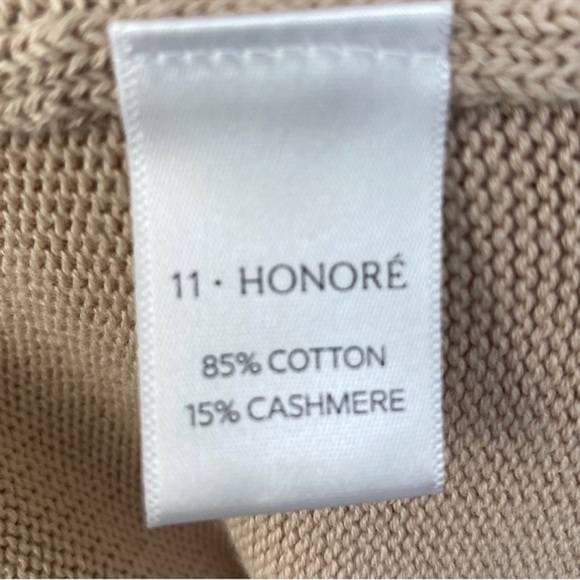 11 · HONORÉ
85% COTTON
15% CASHMERE